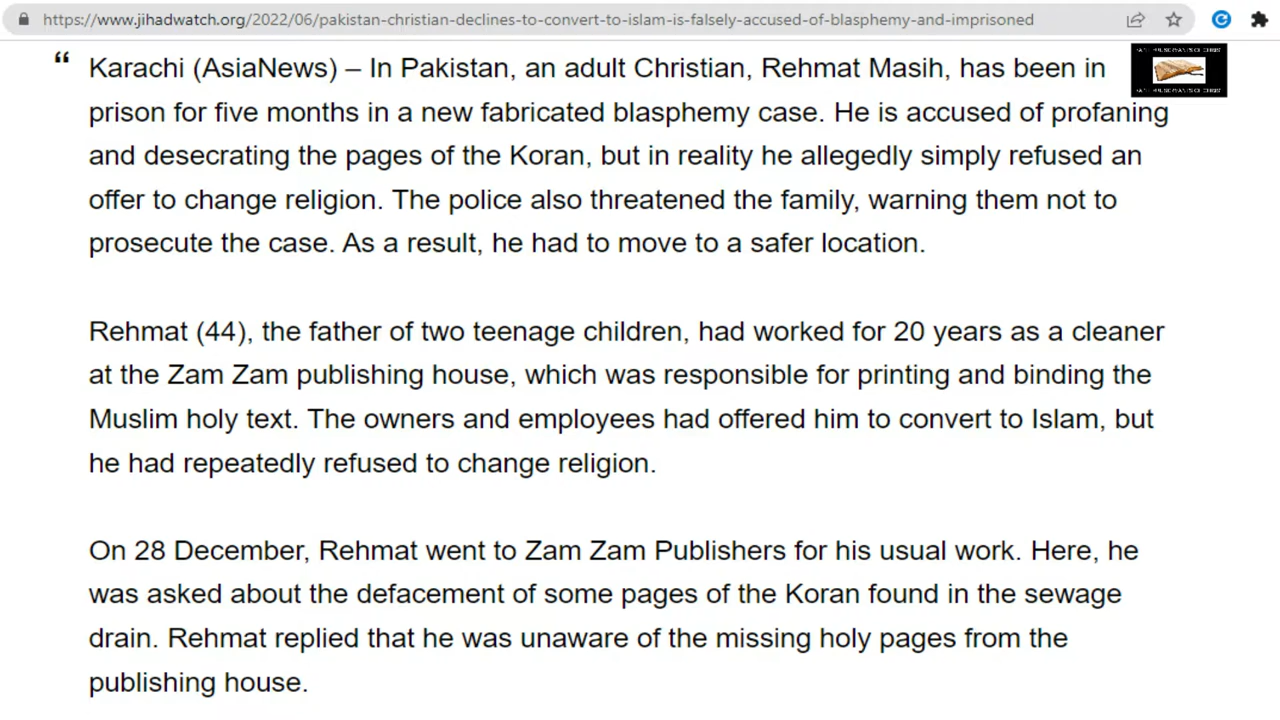 https://www.jihadwatch.org/2022/06/pakistan-christian-declines-to-convert-to-islam-is-falsely-accused-of-blasphemy-and-imprisoned
“ Karachi (AsiaNews) – In Pakistan, an adult Christian, Rehmat Masih, has been in
prison for five months in a new fabricated blasphemy case. He is accused of profaning
and desecrating the pages of the Koran, but in reality he allegedly simply refused an
offer to change religion. The police also threatened the family, warning them not to
prosecute the case. As a result, he had to move to a safer location.
Rehmat (44), the father of two teenage children, had worked for 20 years as a cleaner
at the Zam Zam publishing house, which was responsible for printing and binding the
Muslim holy text. The owners and employees had offered him to convert to Islam, but
he had repeatedly refused to change religion.
On 28 December, Rehmat went to Zam Zam Publishers for his usual work. Here, he
was asked about the defacement of some pages of the Koran found in the sewage
drain. Rehmat replied that he was unaware of the missing holy pages from the
publishing house.